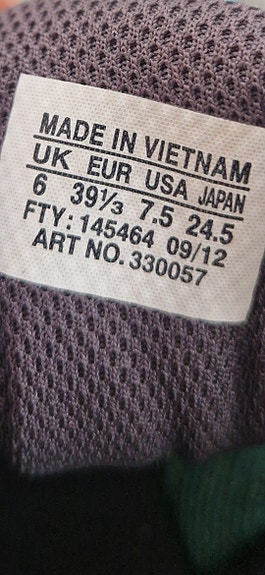 MADE IN VIETNAM
UK EUR USA JAPAN
6 39⅓ 7.5 24.5
FTY: 145464 09/12
ART NO. 330057